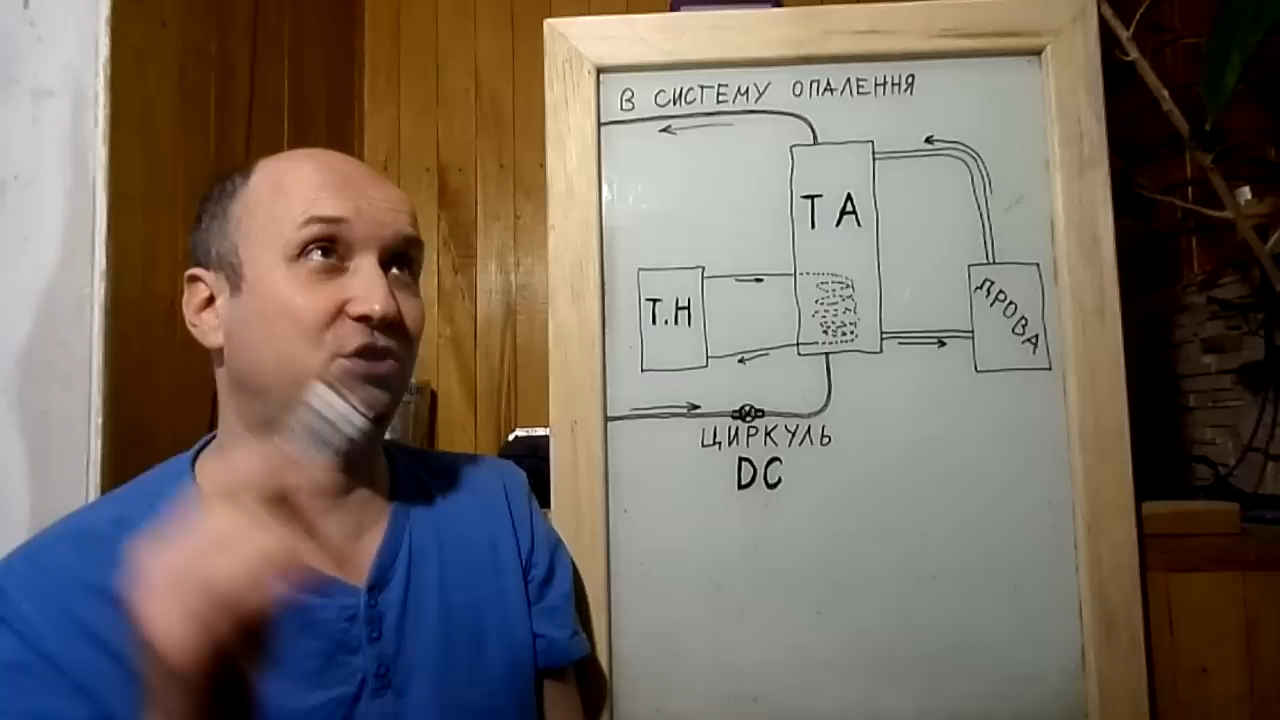 В СИСТЕМУ ОПАЛЕННЯ
ТА
Т.Н
ДРОВА
ЦИРКУЛЬ
DC